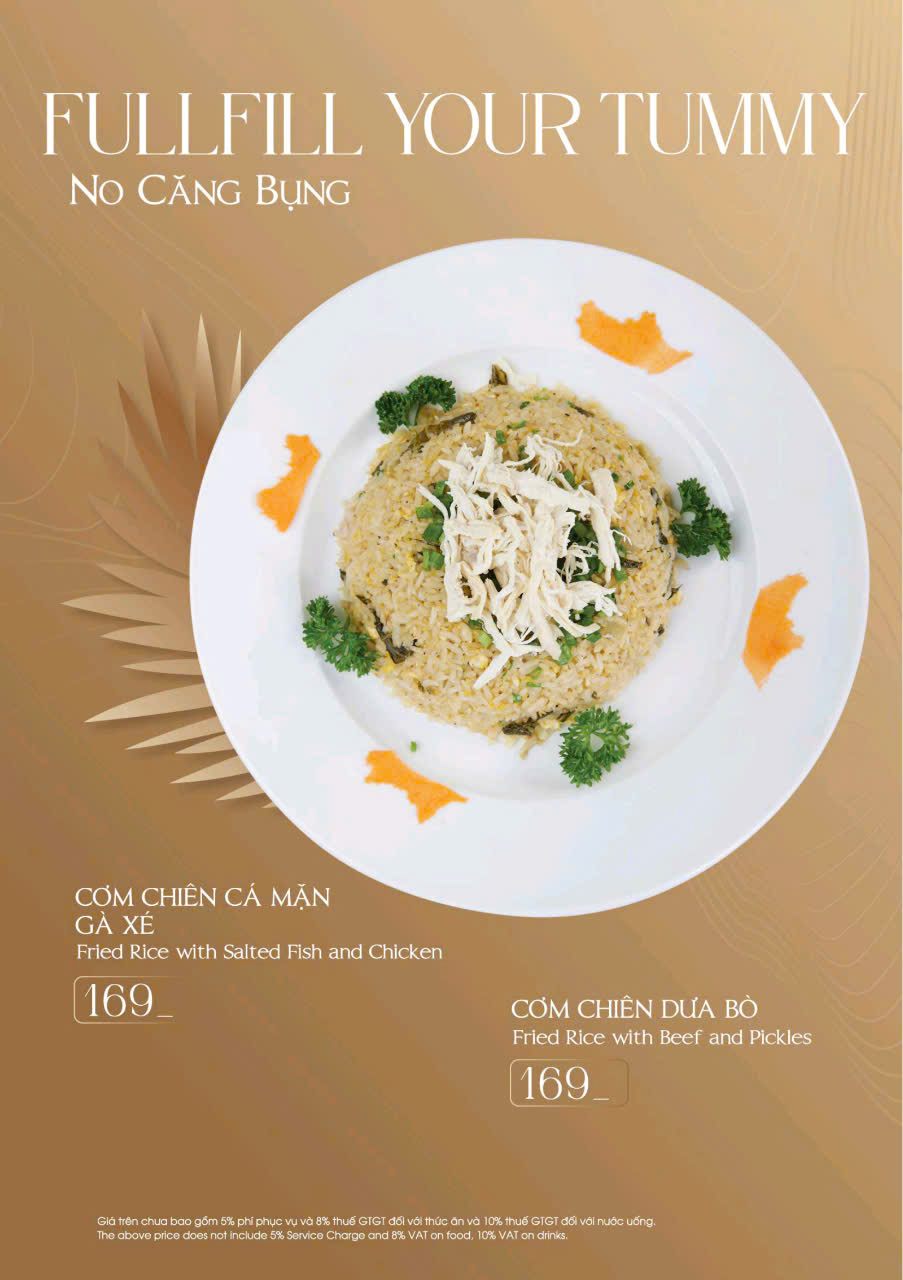 FULLFILL YOUR TUMMY
NO CĂNG BỤNG
CƠM CHIÊN CÁ MẶN
GÀ XÉ
Fried Rice with Salted Fish and Chicken
169_
CƠM CHIÊN DƯA BÒ
Fried Rice with Beef and Pickles
169_
Giá trên chưa bao gồm 5% phí phục vụ và 8% thuế GTGT đối với thức ăn và 10% thuế GTGT đối với nước uống.
The above price does not include 5% Service Charge and 8% VAT on food, 10% VAT on drinks.